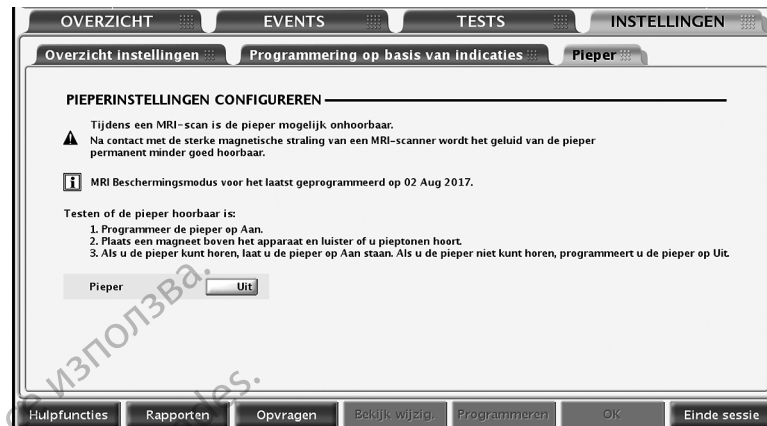 OVERZICHT EVENTS TESTS INSTELLINGEN
Overzicht instellingen Programmering op basis van indicaties Pieper
PIEPERINSTELLINGEN CONFIGUREREN
Tijdens een MRI-scan is de pieper mogelijk onhoorbaar.
Na contact met de sterke magnetische straling van een MRI-scanner wordt het geluid van de pieper
permanent minder goed hoorbaar.
MRI Beschermingsmodus voor het laatst geprogrammeerd op 02 Aug 2017.
Testen of de pieper hoorbaar is:
1. Programmeer de pieper op Aan.
2. Plaats een magneet boven het apparaat en luister of u pieptonen hoort.
3. Als u de pieper kunt horen, laat u de pieper op Aan staan. Als u de pieper niet kunt horen, programmeert u de pieper op Uit.
Pieper Uit
използва.
Hulpfuncties Rapporten Opvragen Bekijk wijzig. Programmeren OK Einde sessie